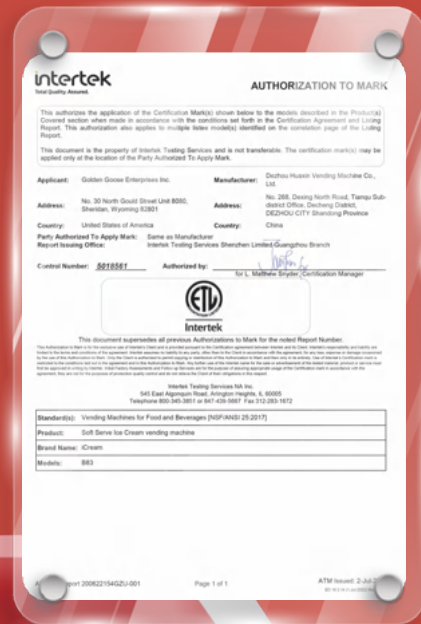 intertek
Total Quality. Assured.
AUTHORIZATION TO MARK
This authorizes the application of the Certification Mark(s) shown below to the models described in the Product(s)
Covered section when made in accordance with the conditions set forth in the Certification Agreement and Listing
Report. This authorization also applies to multiple listee model(s) identified on the correlation page of the Listing
Report.
This document is the property of Intertek Testing Services and is not transferable. The certification mark(s) may be
applied only at the location of the Party Authorized To Apply Mark.
Applicant: Golden Goose Enterprises Inc.
Manufacturer: Dezhou Huaxin Vending Machine Co., Ltd.
Address: No. 30 North Gould Street Unit 8080,
Sheridan, Wyoming 82801
Address: No. 268, Dexing North Road, Tianqu Sub-
district Office, Decheng District,
DEZHOU CITY Shandong Province
Country: United States of America
Country: China
Party Authorized To Apply Mark: Same as Manufacturer
Report Issuing Office: Intertek Testing Services Shenzhen Limited Guangzhou Branch
Control Number: 5018561
Authorized by:
for L. Matthew Snyder, Certification Manager
ETL
Intertek
This document supersedes all previous Authorizations to Mark for the noted Report Number.
Intertek Testing Services NA Inc.
545 East Algonquin Road, Arlington Heights, IL 60005
Telephone 800-345-3851 or 847-439-5667 Fax 312-283-1672
Standard(s): Vending Machines for Food and Beverages [NSF/ANSI 25:2017]
Product: Soft Serve Ice Cream vending machine
Brand Name: iCream
Models: B83
port 200622154GZU-001
Page 1 of 1
ATM Issued: 2-Jul-2